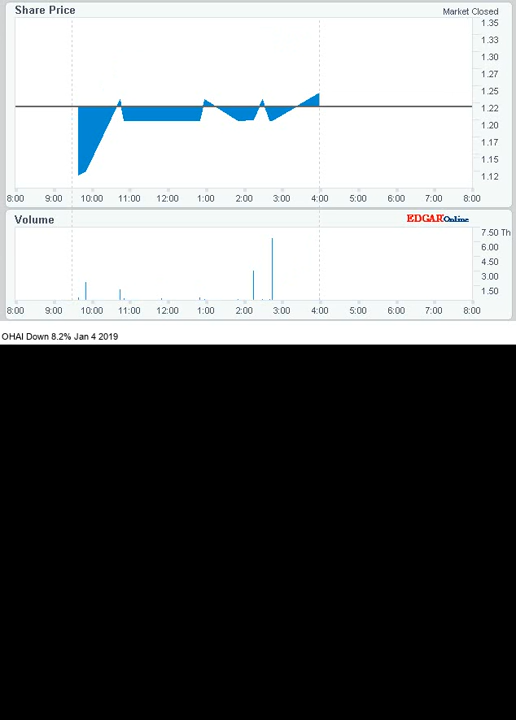 Share Price
Market Closed
1.35
1.33
1.30
1.27
1.25
1.22
1.20
1.17
1.15
1.12
8:00 9:00 10:00 11:00 12:00 1:00 2:00 3:00 4:00 5:00 6:00 7:00 8:00
Volume
EDGAR Online
7.50 Th
6.00
4.50
3.00
1.50
8:00 9:00 10:00 11:00 12:00 1:00 2:00 3:00 4:00 5:00 6:00 7:00 8:00
OHAI Down 8.2% Jan 4 2019